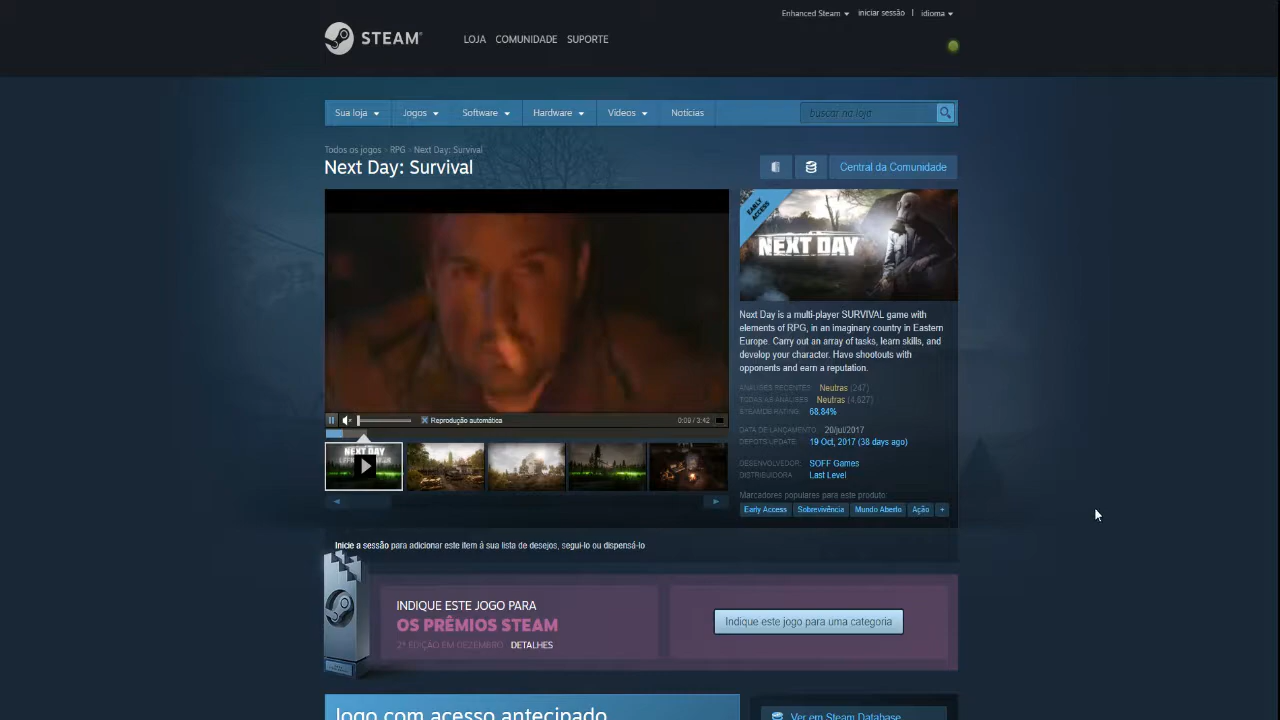 Enhanced Steam
iniciar sessão | idioma
STEAM®
LOJA COMUNIDADE SUPORTE
Sua loja Jogos Software Hardware Vídeos Notícias
buscar na loja
Todos os jogos > RPG > Next Day: Survival
Next Day: Survival
Central da Comunidade
EARLY ACCESS
NEXT DAY
Next Day is a multi-player SURVIVAL game with
elements of RPG, in an imaginary country in Eastern
Europe. Carry out an array of tasks, learn skills, and
develop your character. Have shootouts with
opponents and earn a reputation.
ANÁLISES RECENTES: Neutras (247)
TODAS AS ANÁLISES: Neutras (4,627)
STEAMDB RATING: 68.84%
DATA DE LANÇAMENTO: 20/jul/2017
DEPOTS UPDATE: 19 Oct, 2017 (38 days ago)
DESENVOLVEDOR: SOFF Games
DISTRIBUIDORA: Last Level
Marcadores populares para este produto:
Early Access Sobrevivência Mundo Aberto Ação +
Reprodução automática
0:09 / 3:42
NEXT DAY
Inicie a sessão para adicionar este item à sua lista de desejos, segui-lo ou dispensá-lo
INDIQUE ESTE JOGO PARA
OS PRÊMIOS STEAM
2ª EDIÇÃO EM DEZEMBRO DETALHES
Indique este jogo para uma categoria
Jogo com acesso antecipado
Ver em Steam Database